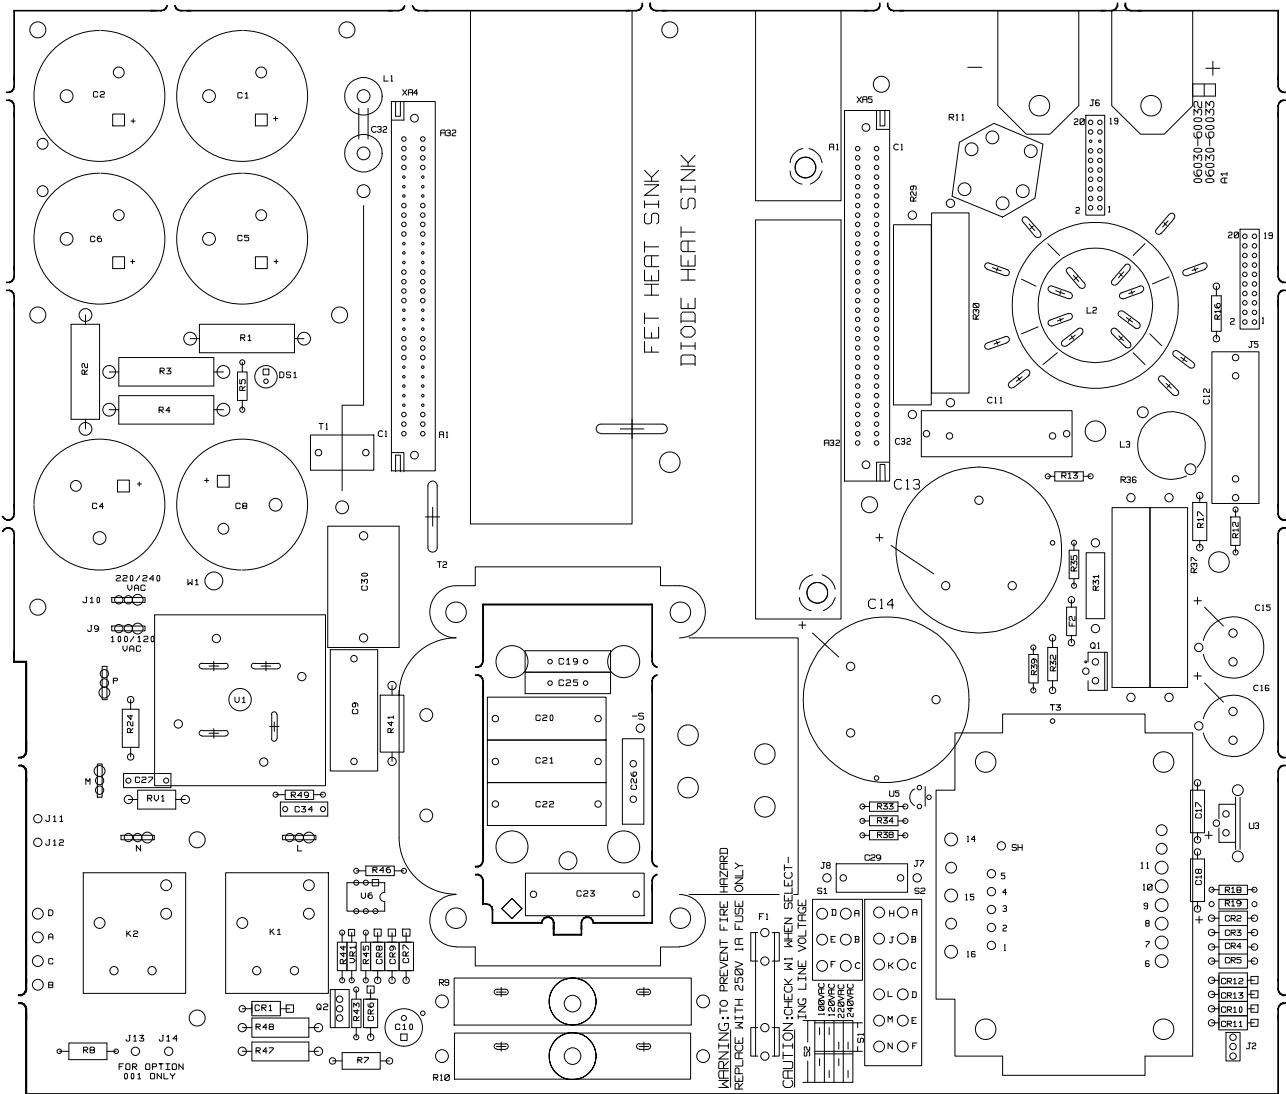 C2
C1
L1
XA4
A32
C32
C6
C5
FET HEAT SINK
DIODE HEAT SINK
XA5
A1
C1
R11
J6
20
19
2
1
-
+
06030-60032
06030-60033
A1
R29
R30
L2
20
19
2
1
R16
J5
R2
R1
R3
R4
R5
DS1
T1
C1
A1
A32
C32
C11
C12
L3
R13
R36
R17
R12
C4
C8
C13
W1
C30
T2
R37
R35
R31
F2
Q1
R39
R32
C14
C15
C16
220/240
VAC
J10
J9
100/120
VAC
P
R24
U1
C9
R41
C19
C25
C20
C21
C22
C26
-S
T3
M
C27
RV1
R49
C34
J11
J12
N
L
U5
R33
R34
R38
C17
U3
C18
14
SH
11
10
9
8
7
6
15
16
5
4
3
2
1
R46
U6
C23
C29
J8
J7
S1
S2
D A
E B
F C
H A
J B
K C
L D
M E
N F
R18
R19
CR2
CR3
CR4
CR5
CR12
CR13
CR10
CR11
J2
D
A
C
B
K2
K1
R44
VR1
R45
CR8
CR9
CR7
F1
WARNING:TO PREVENT FIRE HAZARD
REPLACE WITH 250V 1A FUSE ONLY
CAUTION:CHECK W1 WHEN SELECT-
ING LINE VOLTAGE
100VAC
120VAC
220VAC
240VAC
S2
S1
CR1
R48
R47
Q2
R43
CR6
C10
R7
R9
R10
R8
J13
J14
FOR OPTION
001 ONLY